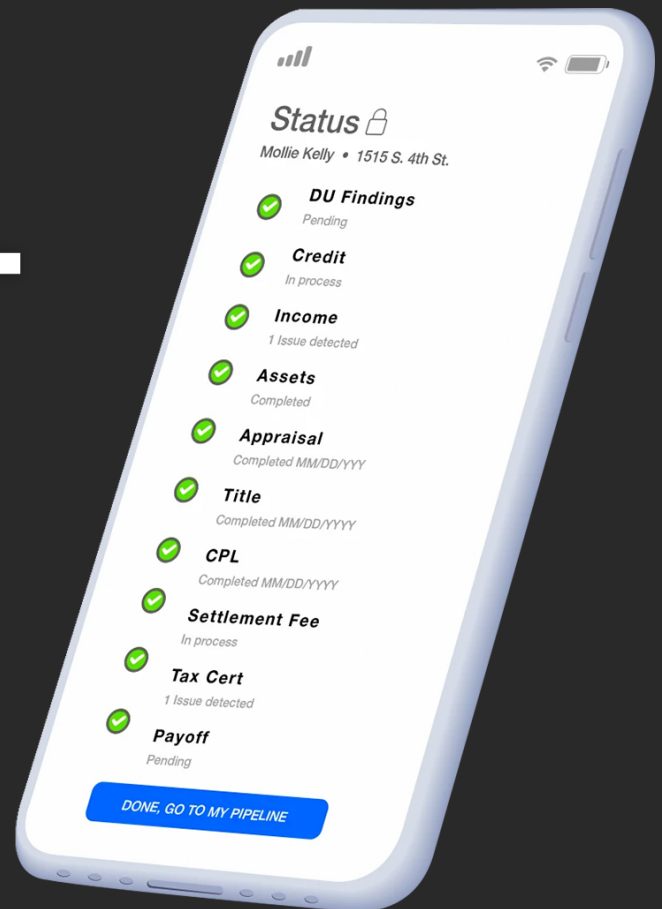 Status
Mollie Kelly • 1515 S. 4th St.
DU Findings
Pending
Credit
In process
Income
1 Issue detected
Assets
Completed
Appraisal
Completed MM/DD/YYY
Title
Completed MM/DD/YYYY
CPL
Completed MM/DD/YYYY
Settlement Fee
In process
Tax Cert
1 Issue detected
Payoff
Pending
DONE, GO TO MY PIPELINE